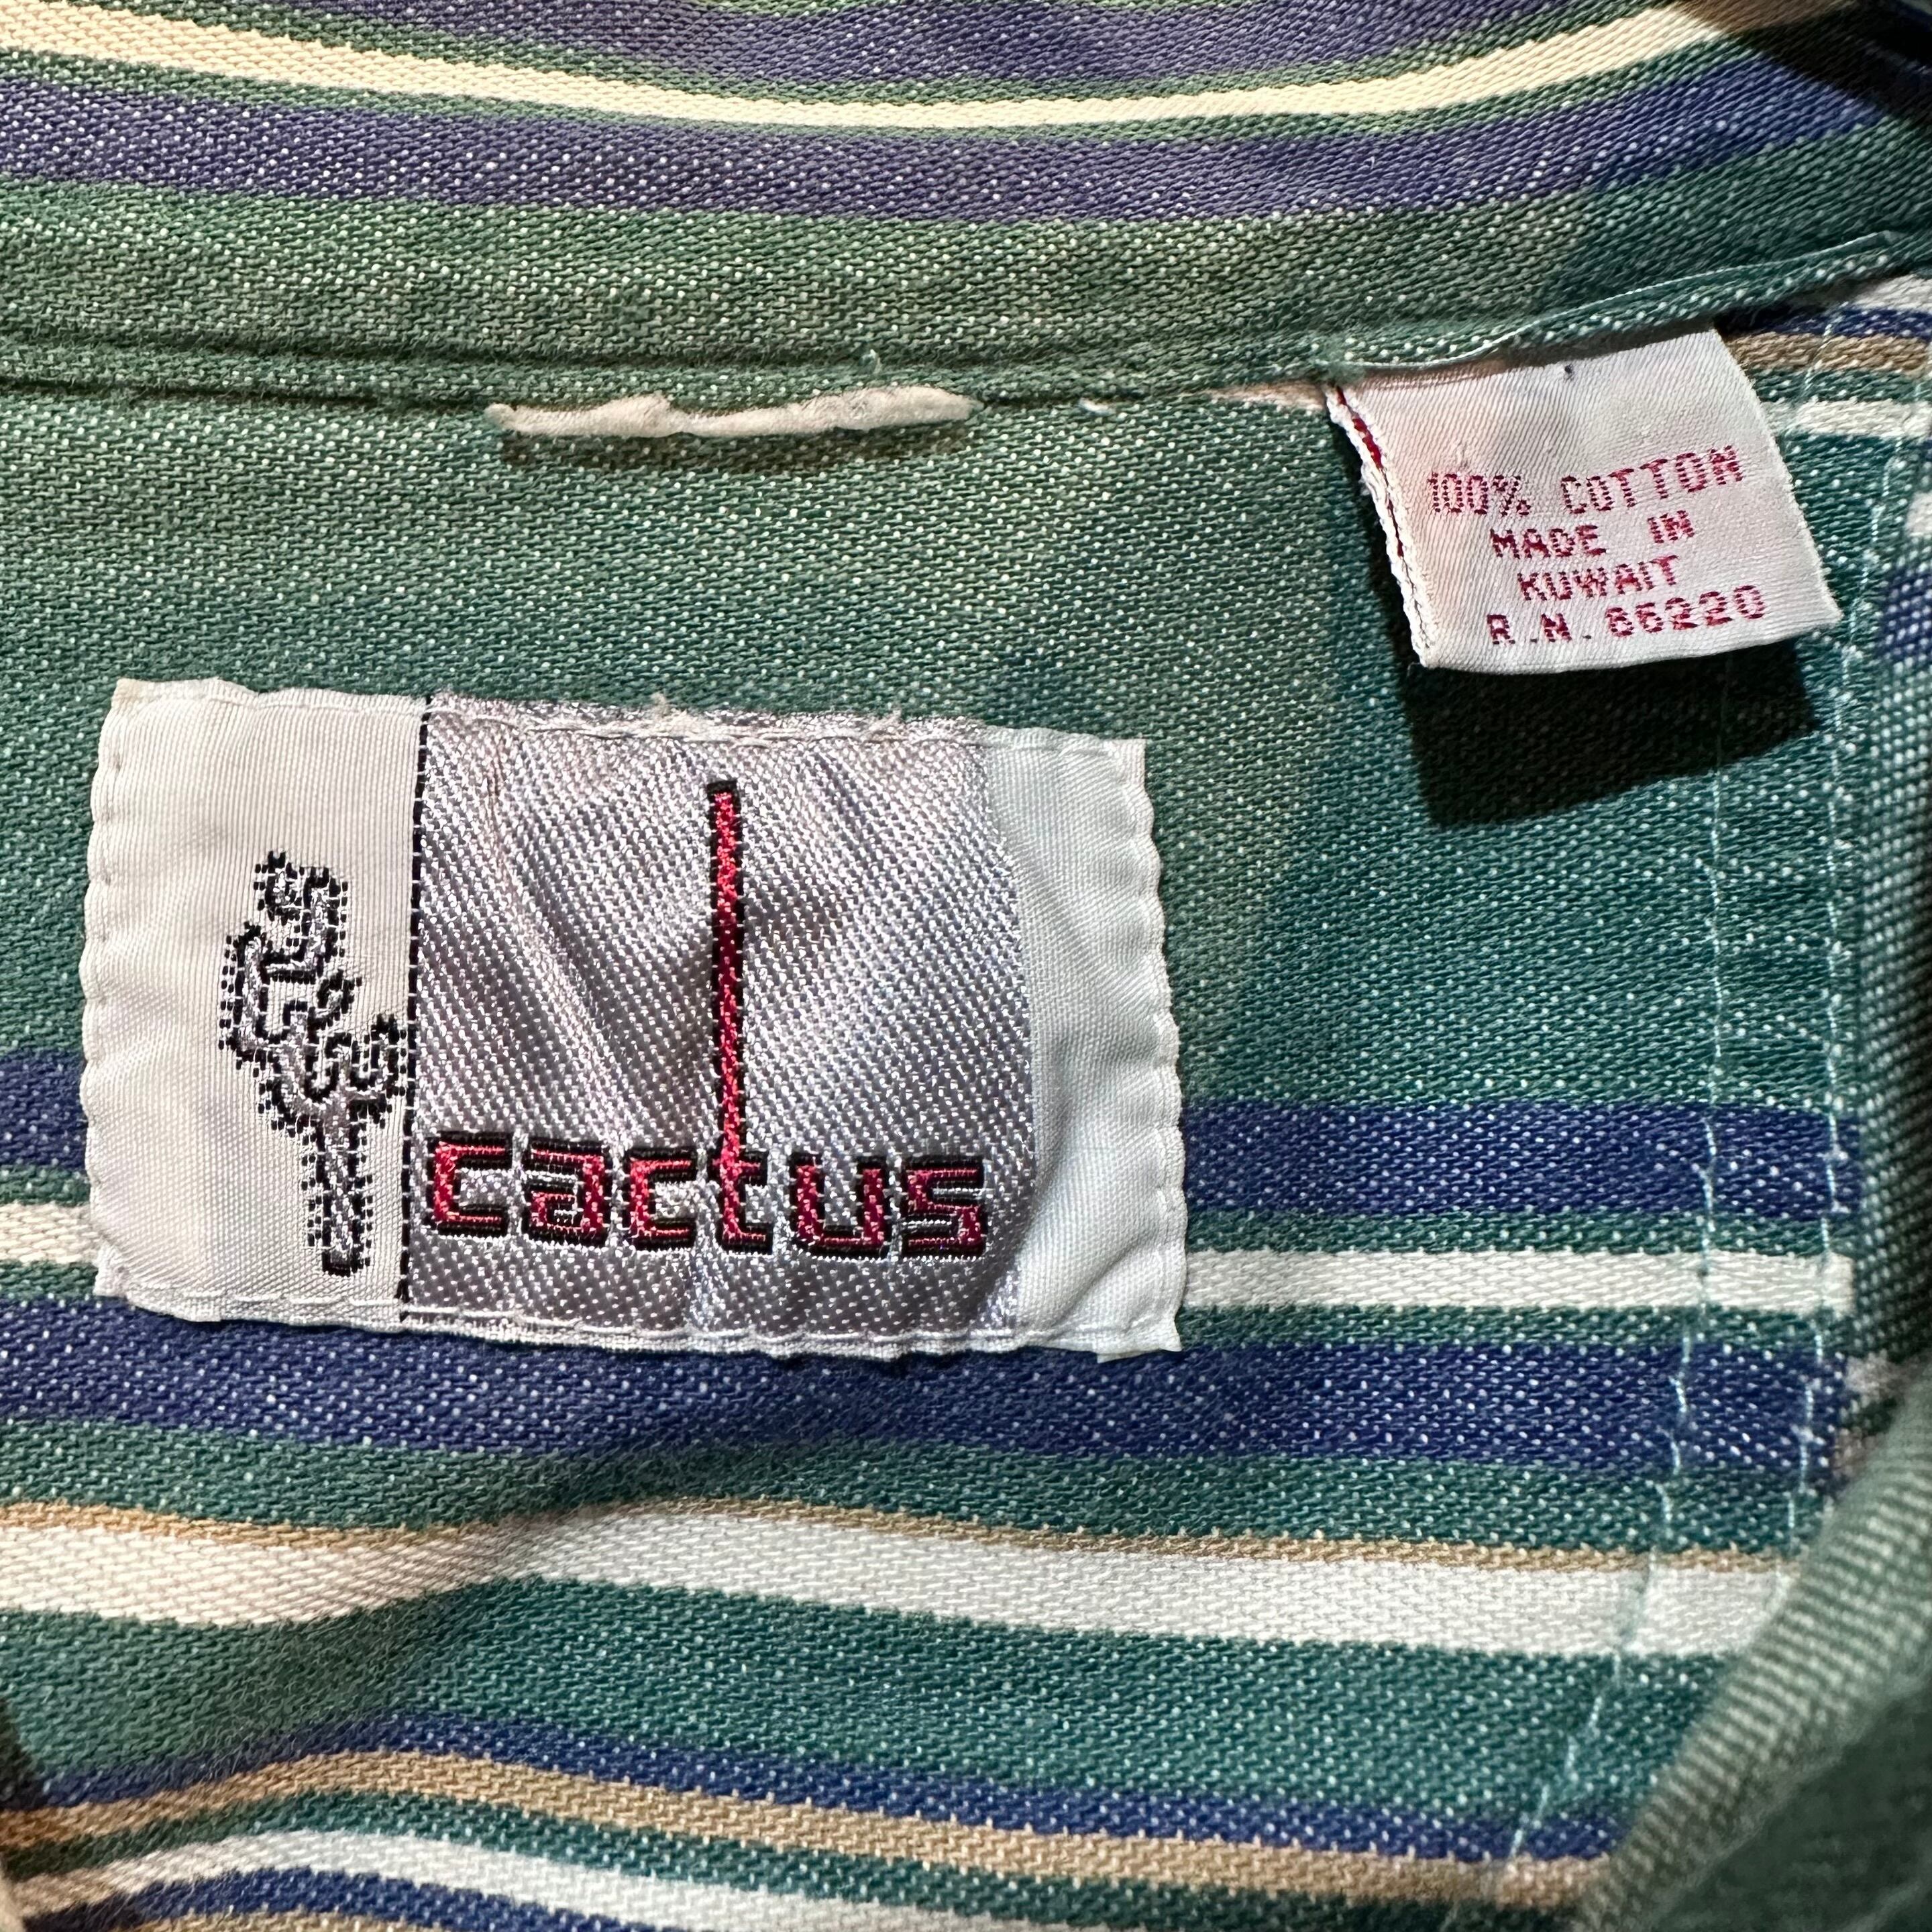 100% COTTON
MADE IN
KUWAIT
R.N. 86220
cactus